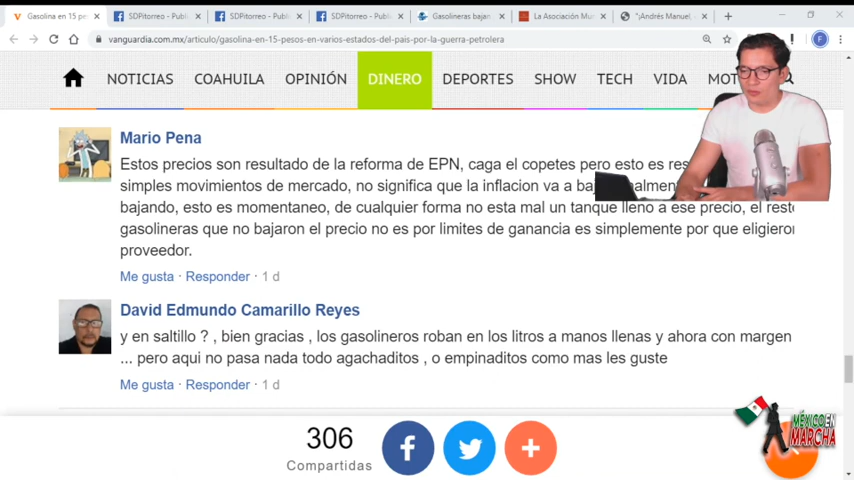 Gasolina en 15 pe
SDPitorreo - Publi
SDPitorreo - Public
SDPitorreo - Publi
Gasolineras bajan
La Asociación Mun
"¡Andrés Manuel,
vanguardia.com.mx/articulo/gasolina-en-15-pesos-en-varios-estados-del-pais-por-la-guerra-petrolera
F
NOTICIAS COAHUILA OPINIÓN DINERO DEPORTES SHOW TECH VIDA MOT
Mario Pena
Estos precios son resultado de la reforma de EPN, caga el copetes pero esto es
simples movimientos de mercado, no significa que la inflacion va a
bajando, esto es momentaneo, de cualquier forma no esta mal un tanque lleno a ese precio, el
gasolineras que no bajaron el precio no es por limites de ganancia es simplemente por que eligieron
proveedor.
Me gusta · Responder · 1 d
David Edmundo Camarillo Reyes
y en saltillo ? , bien gracias , los gasolineros roban en los litros a manos llenas y ahora con margen
... pero aqui no pasa nada todo agachaditos , o empinaditos como mas les guste
Me gusta · Responder · 1 d
306
Compartidas
MÉXICO EN
MARCHA